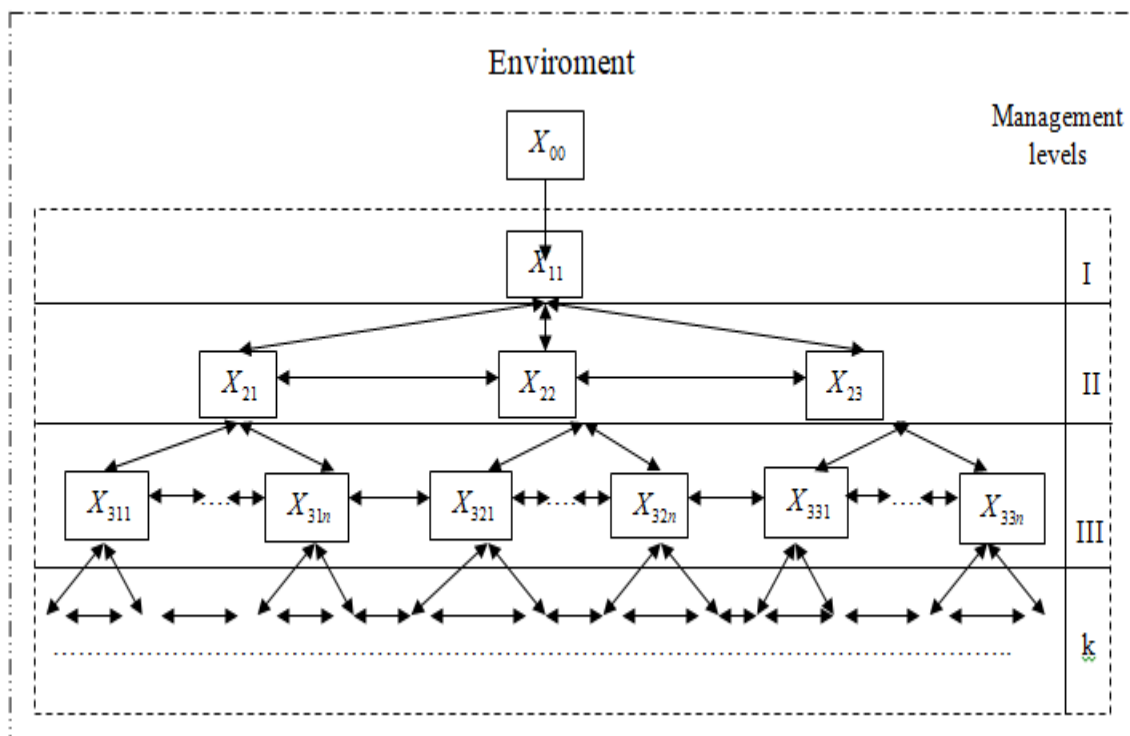 Enviroment
Management
levels
X₀₀
X₁₁
I
X₂₁ X₂₂ X₂₃
II
X₃₁₁ ..... X₃₁ₙ X₃₂₁ ..... X₃₂ₙ X₃₃₁ ..... X₃₃ₙ
III
k